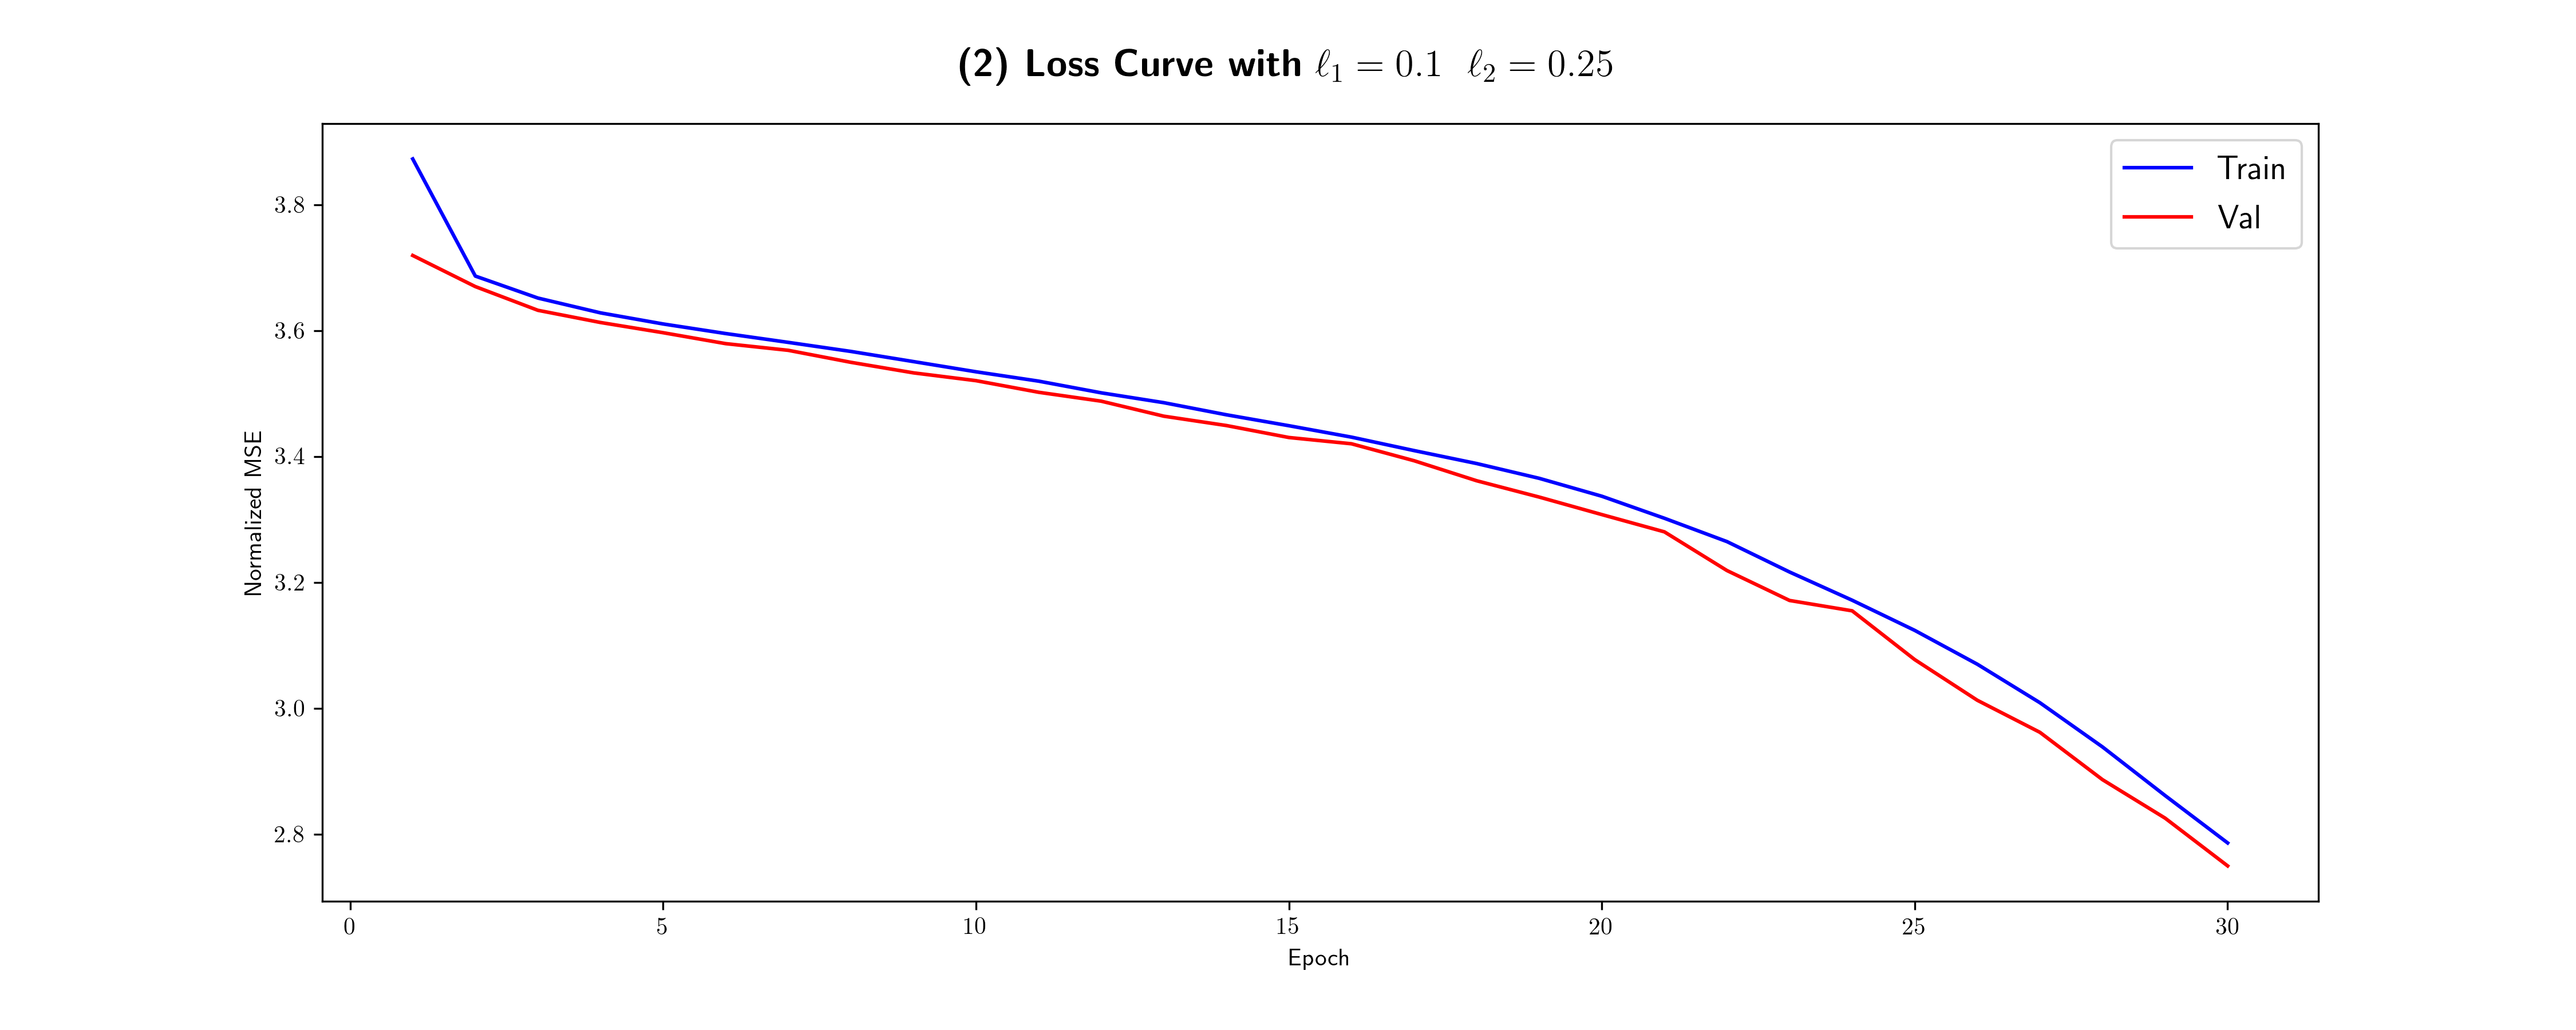 (2) Loss Curve with ℓ₁ = 0.1 ℓ₂ = 0.25
Train
Val
Normalized MSE
3.8
3.6
3.4
3.2
3.0
2.8
0 5 10 15 20 25 30
Epoch